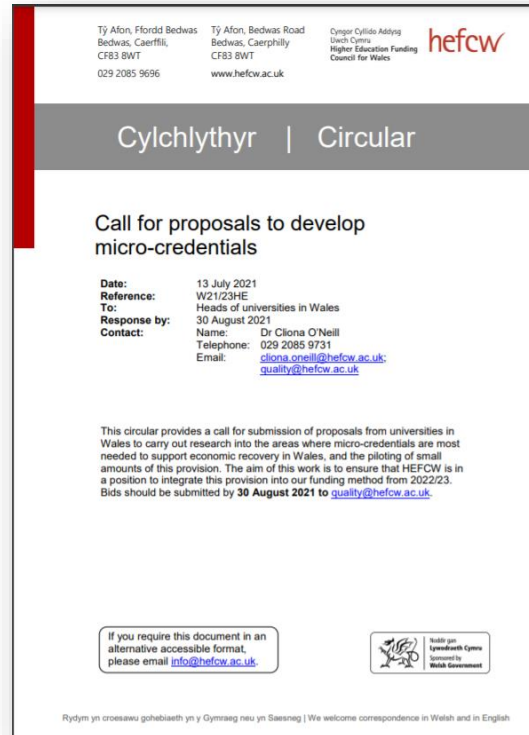 Tŷ Afon, Ffordd Bedwas
Bedwas, Caerffili,
CF83 8WT
029 2085 9696
Tŷ Afon, Bedwas Road
Bedwas, Caerphilly
CF83 8WT
www.hefcw.ac.uk
Cyngor Cyllido Addysg
Uwch Cymru
Higher Education Funding
Council for Wales
hefcw
Cylchlythyr | Circular
Call for proposals to develop
micro-credentials
Date: 13 July 2021
Reference: W21/23HE
To: Heads of universities in Wales
Response by: 30 August 2021
Contact: Name: Dr Cliona O'Neill
Telephone: 029 2085 9731
Email: cliona.oneill@hefcw.ac.uk;
quality@hefcw.ac.uk
This circular provides a call for submission of proposals from universities in
Wales to carry out research into the areas where micro-credentials are most
needed to support economic recovery in Wales, and the piloting of small
amounts of this provision. The aim of this work is to ensure that HEFCW is in
a position to integrate this provision into our funding method from 2022/23.
Bids should be submitted by 30 August 2021 to quality@hefcw.ac.uk.
If you require this document in an
alternative accessible format,
please email info@hefcw.ac.uk.
Noddir gan
Lywodraeth Cymru
Sponsored by
Welsh Government
Rydym yn croesawu gohebiaeth yn y Gymraeg neu yn Saesneg | We welcome correspondence in Welsh and in English